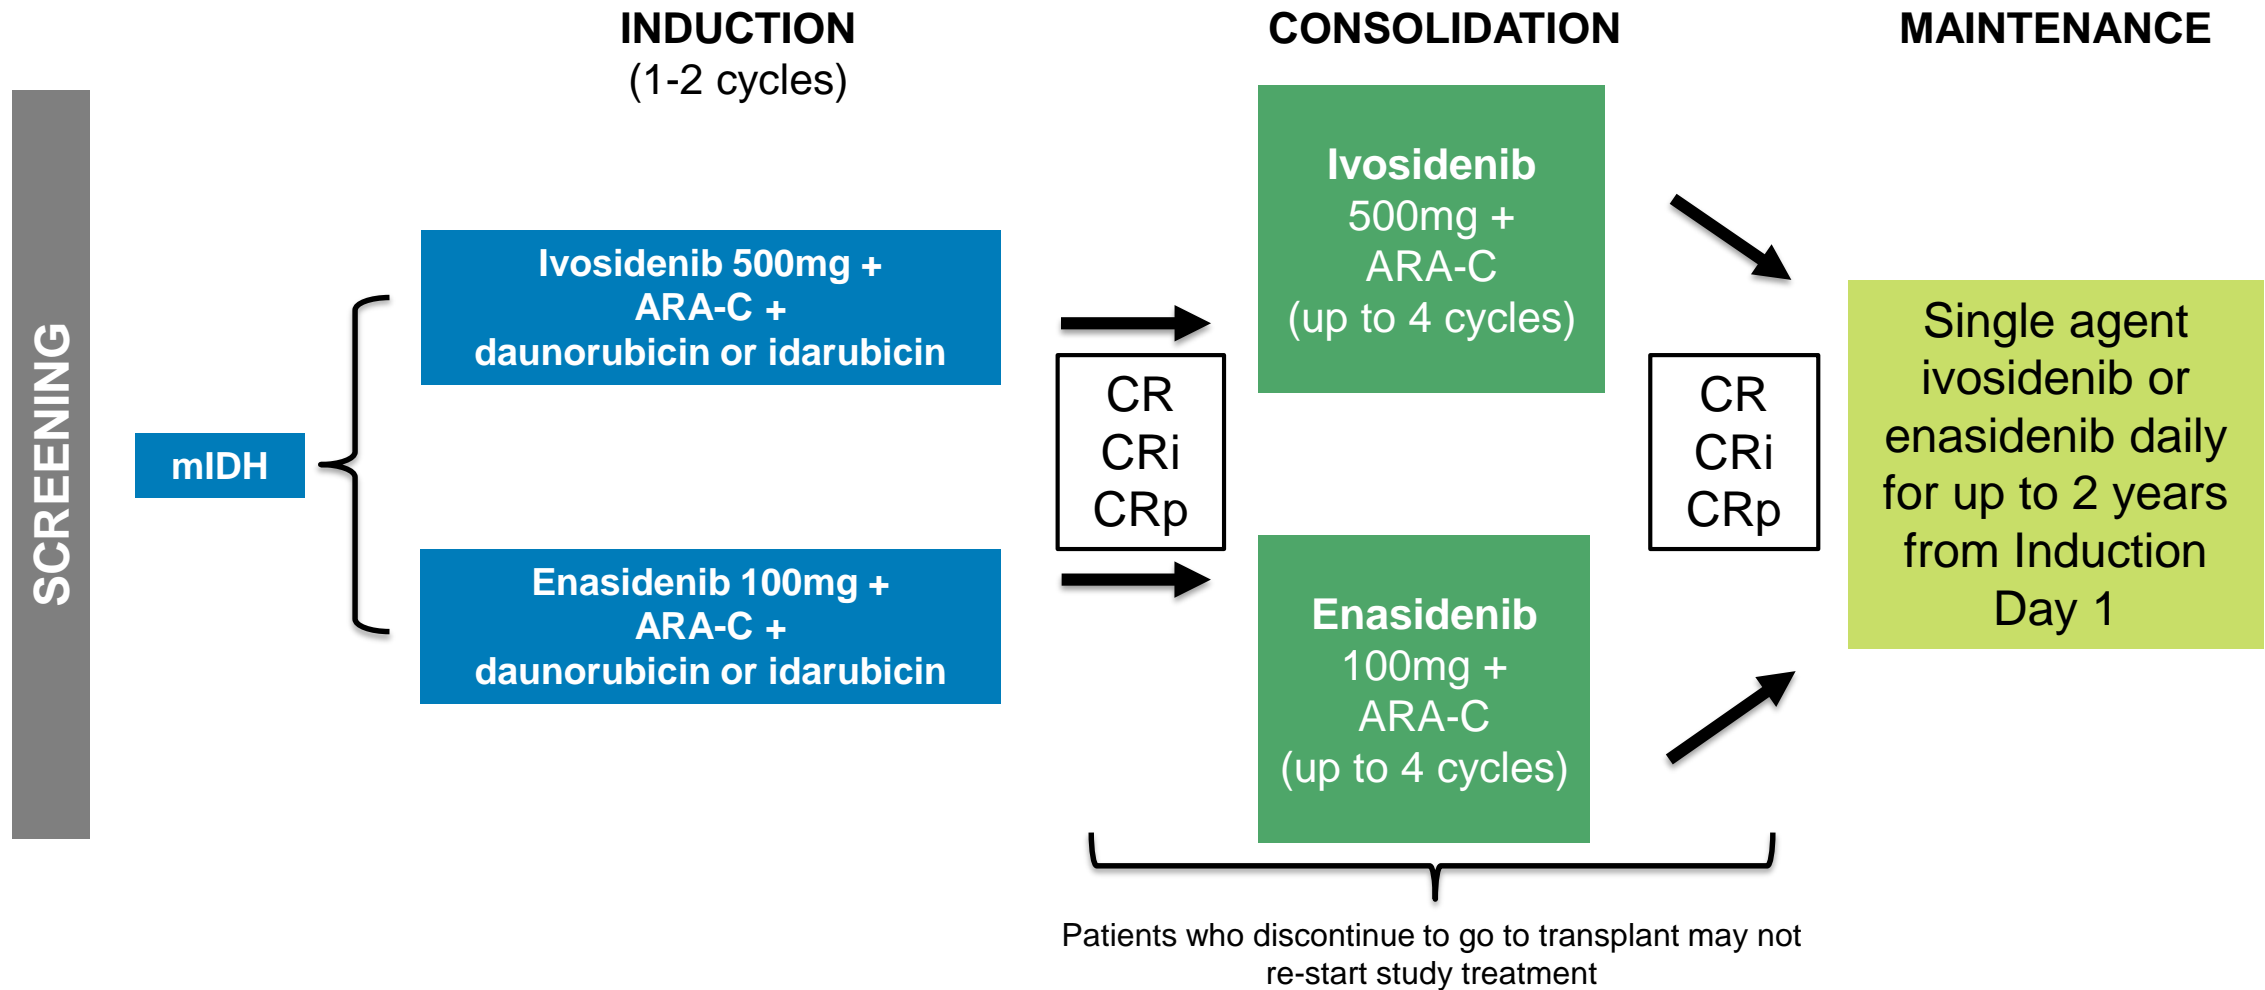 INDUCTION
(1-2 cycles)
CONSOLIDATION
MAINTENANCE
SCREENING
mIDH
Ivosidenib 500mg +
ARA-C +
daunorubicin or idarubicin
Enasidenib 100mg +
ARA-C +
daunorubicin or idarubicin
CR
CRi
CRp
Ivosidenib
500mg +
ARA-C
(up to 4 cycles)
Enasidenib
100mg +
ARA-C
(up to 4 cycles)
CR
CRi
CRp
Single agent
ivosidenib or
enasidenib daily
for up to 2 years
from Induction
Day 1
Patients who discontinue to go to transplant may not
re-start study treatment